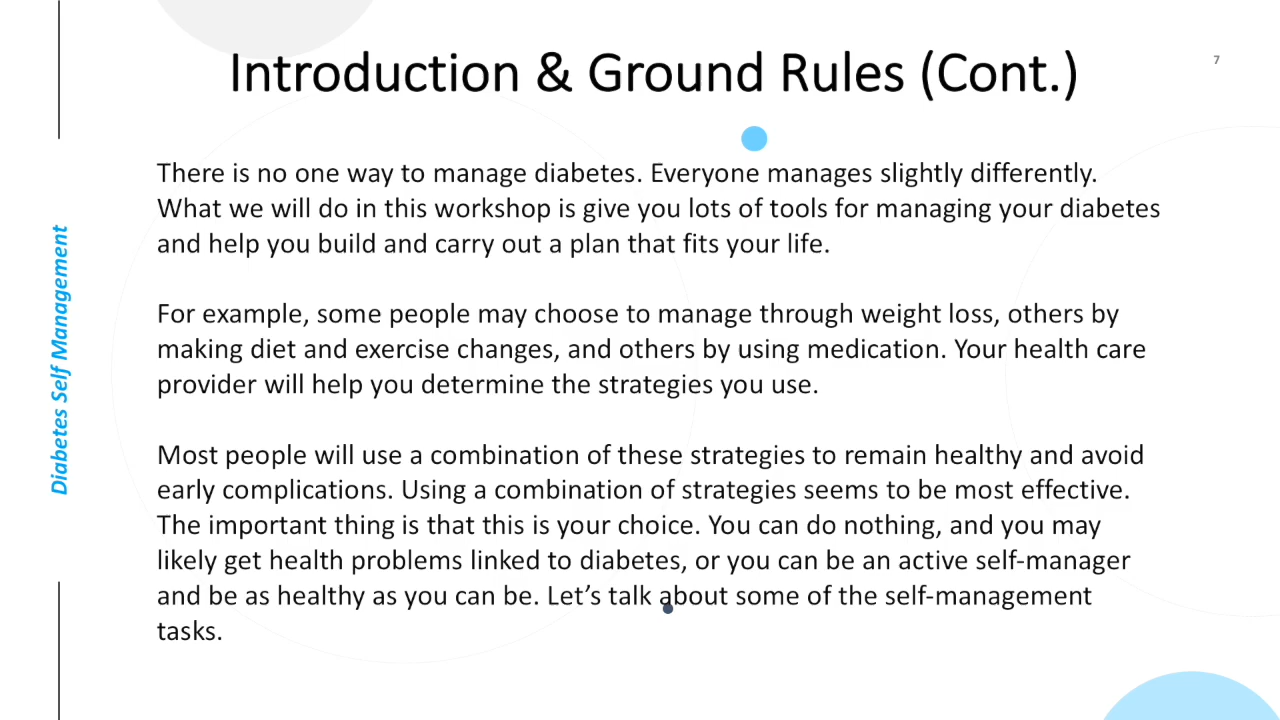 Introduction & Ground Rules (Cont.)
7
Diabetes Self Management
There is no one way to manage diabetes. Everyone manages slightly differently.
What we will do in this workshop is give you lots of tools for managing your diabetes
and help you build and carry out a plan that fits your life.
For example, some people may choose to manage through weight loss, others by
making diet and exercise changes, and others by using medication. Your health care
provider will help you determine the strategies you use.
Most people will use a combination of these strategies to remain healthy and avoid
early complications. Using a combination of strategies seems to be most effective.
The important thing is that this is your choice. You can do nothing, and you may
likely get health problems linked to diabetes, or you can be an active self-manager
and be as healthy as you can be. Let’s talk about some of the self-management
tasks.